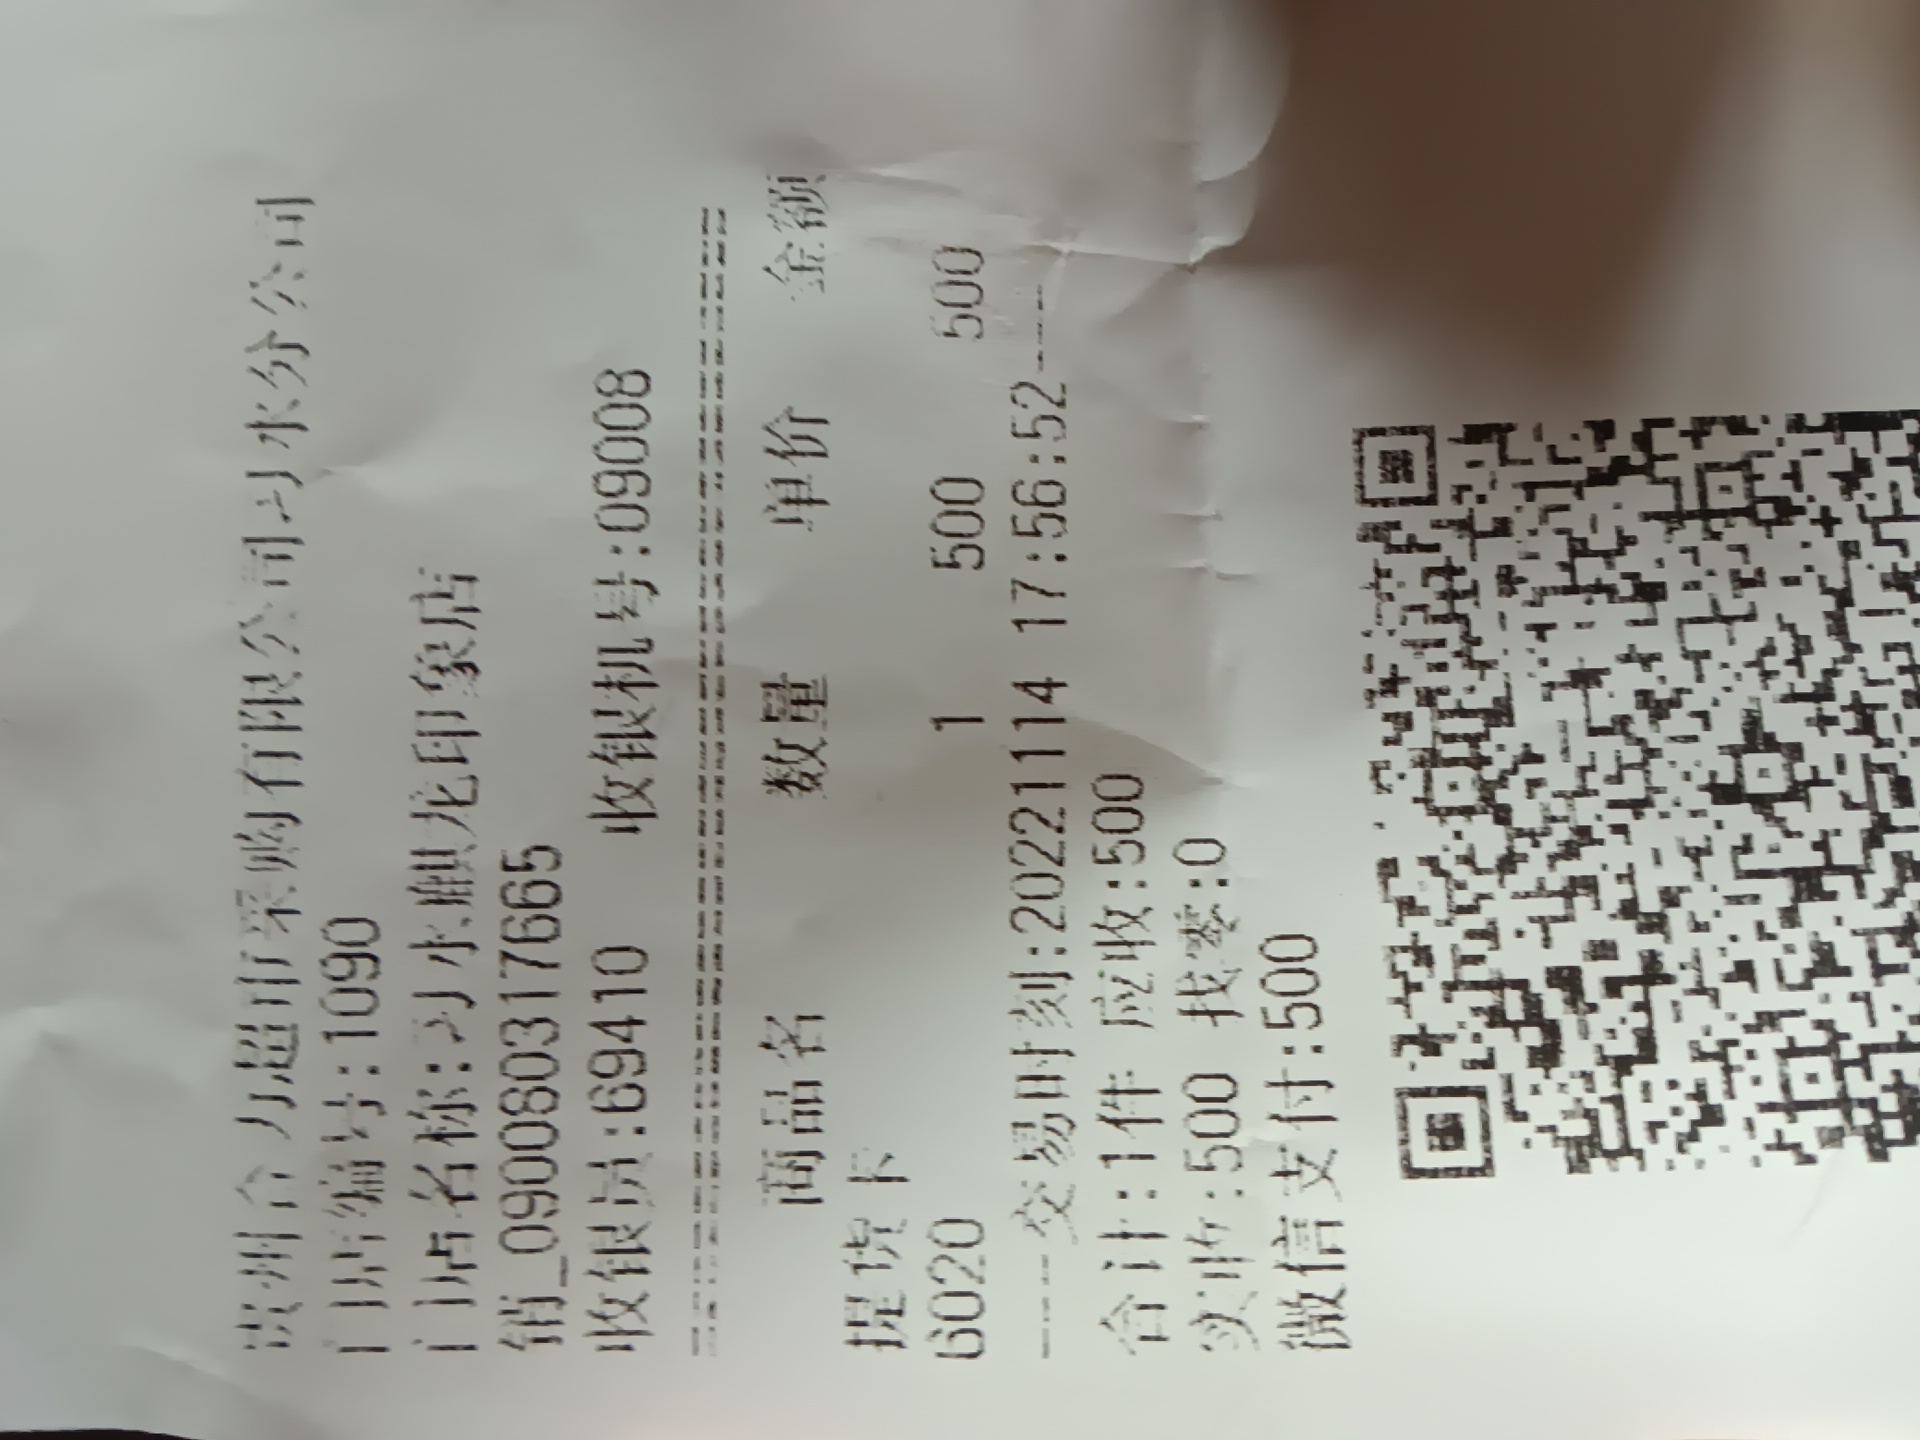 贵州合力超市采购有限公司习水分公司
门店编号:1090
门店名称:习水麒龙印象店
销_090080317665
收银员:69410 收银机号:09008
商品名 数量 单价 金额
提货卡
6020 1 500 500
----交易时刻:20221114 17:56:52----
合计:1件 应收:500
实收:500 找零:0
微信支付:500